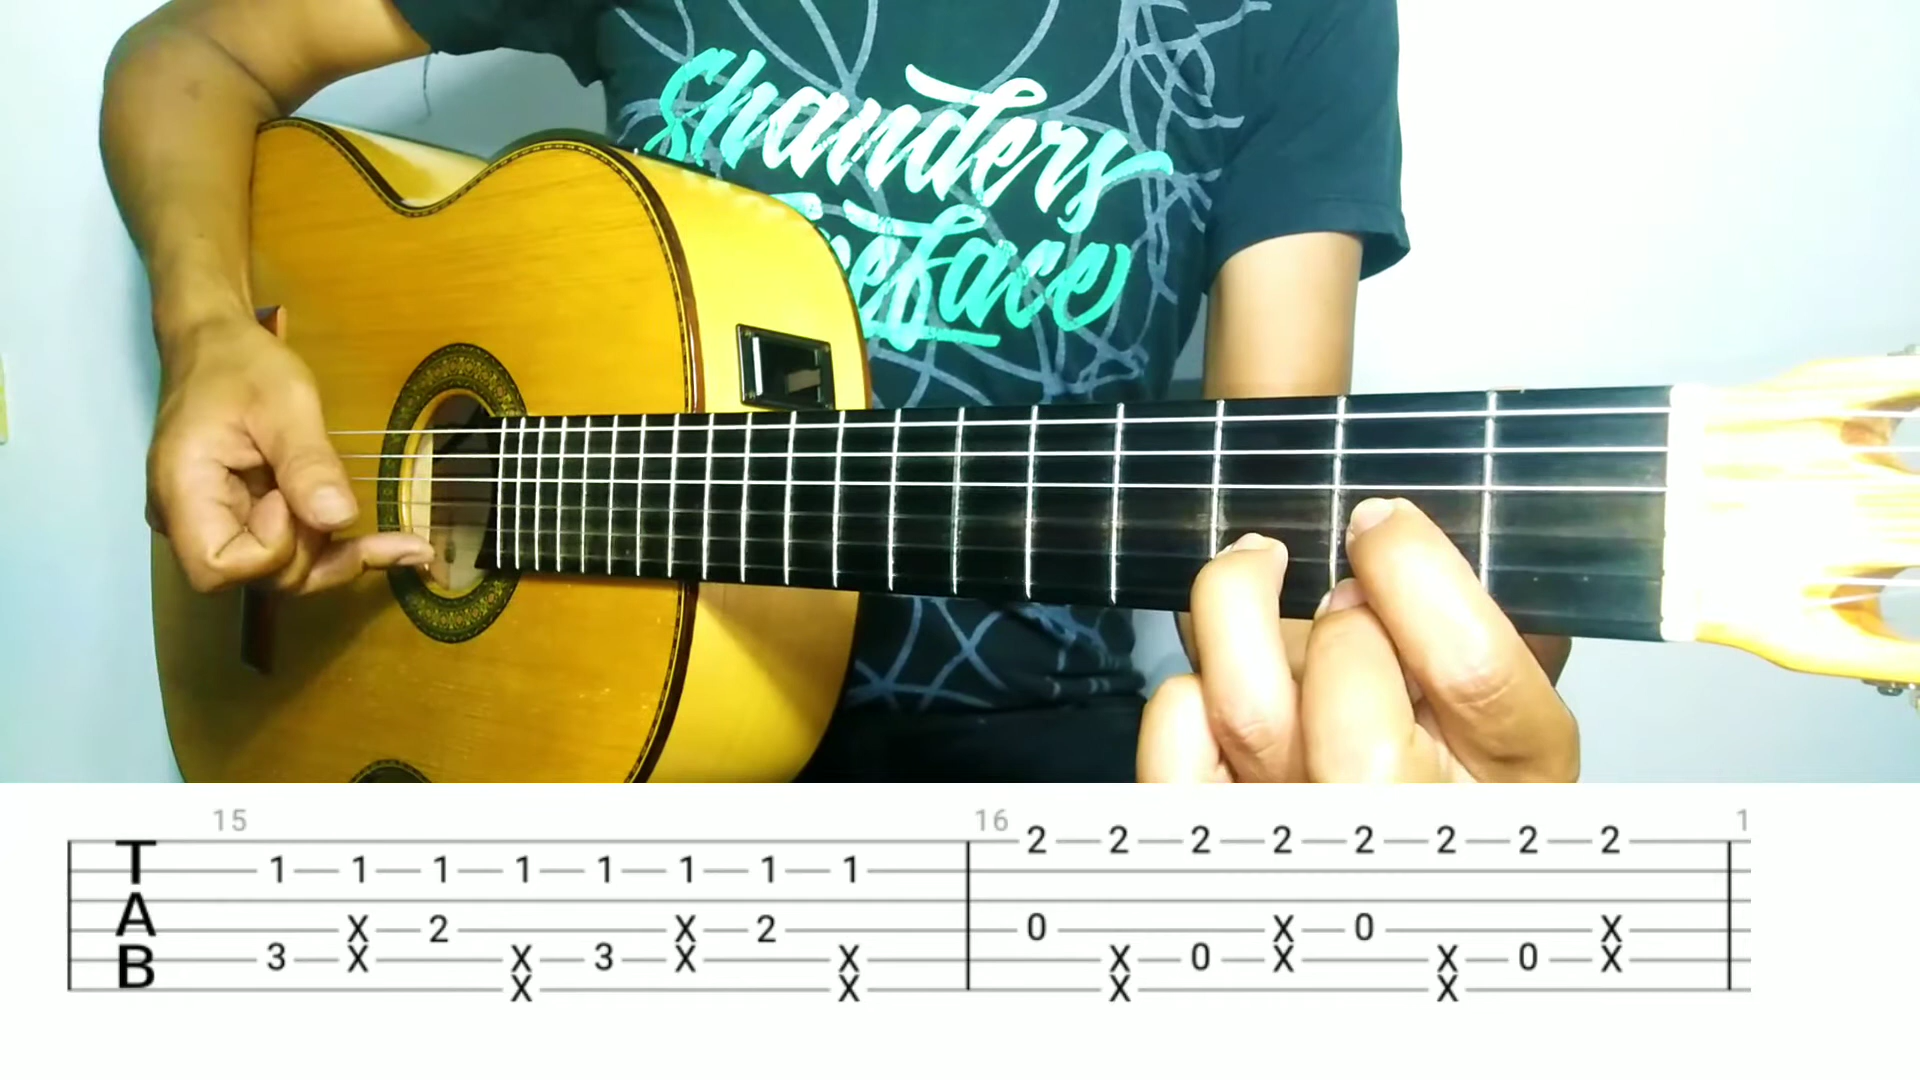 Shanders
15 16 1
T 1 1 1 1 1 1 1 1 2 2 2 2 2 2 2 2
A X 2 X 2 0 X 0 X
B 3 X X 3 X X X 0 X X 0 X
X X X X